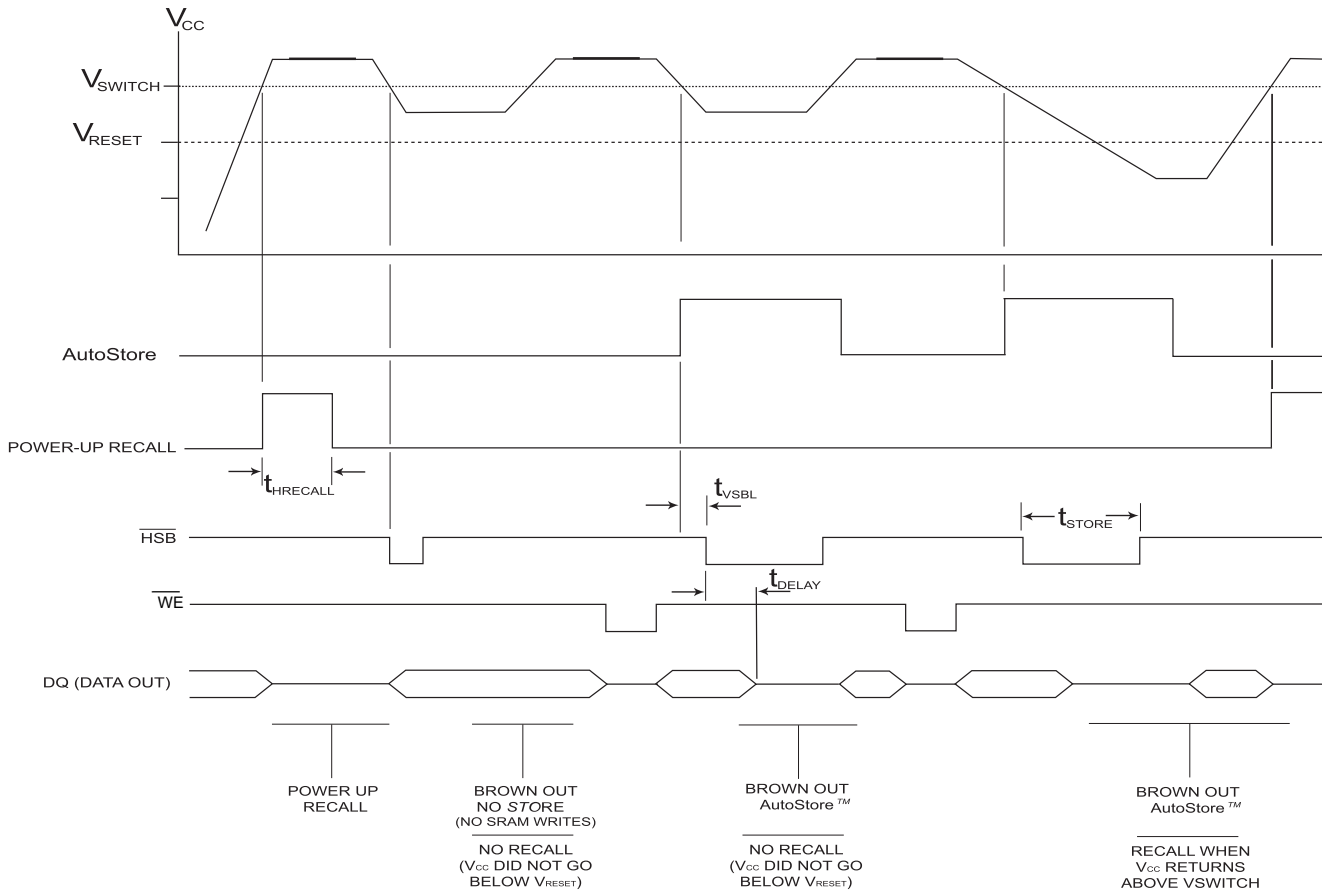 VCC
VSWITCH
VRESET
AutoStore
POWER-UP RECALL
tHRECALL
tVSBL
tSTORE
HSB
tDELAY
WE
DQ (DATA OUT)
POWER UP
RECALL
BROWN OUT
NO STORE
(NO SRAM WRITES)
NO RECALL
(VCC DID NOT GO
BELOW VRESET)
BROWN OUT
AutoStore™
NO RECALL
(VCC DID NOT GO
BELOW VRESET)
BROWN OUT
AutoStore™
RECALL WHEN
VCC RETURNS
ABOVE VSWITCH